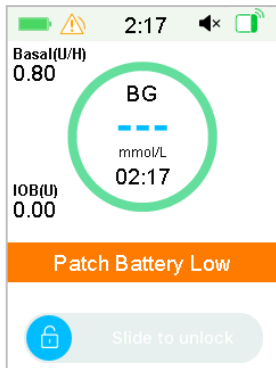 2:17
Basal(U/H)
0.80
BG
---
mmol/L
02:17
IOB(U)
0.00
Patch Battery Low
Slide to unlock